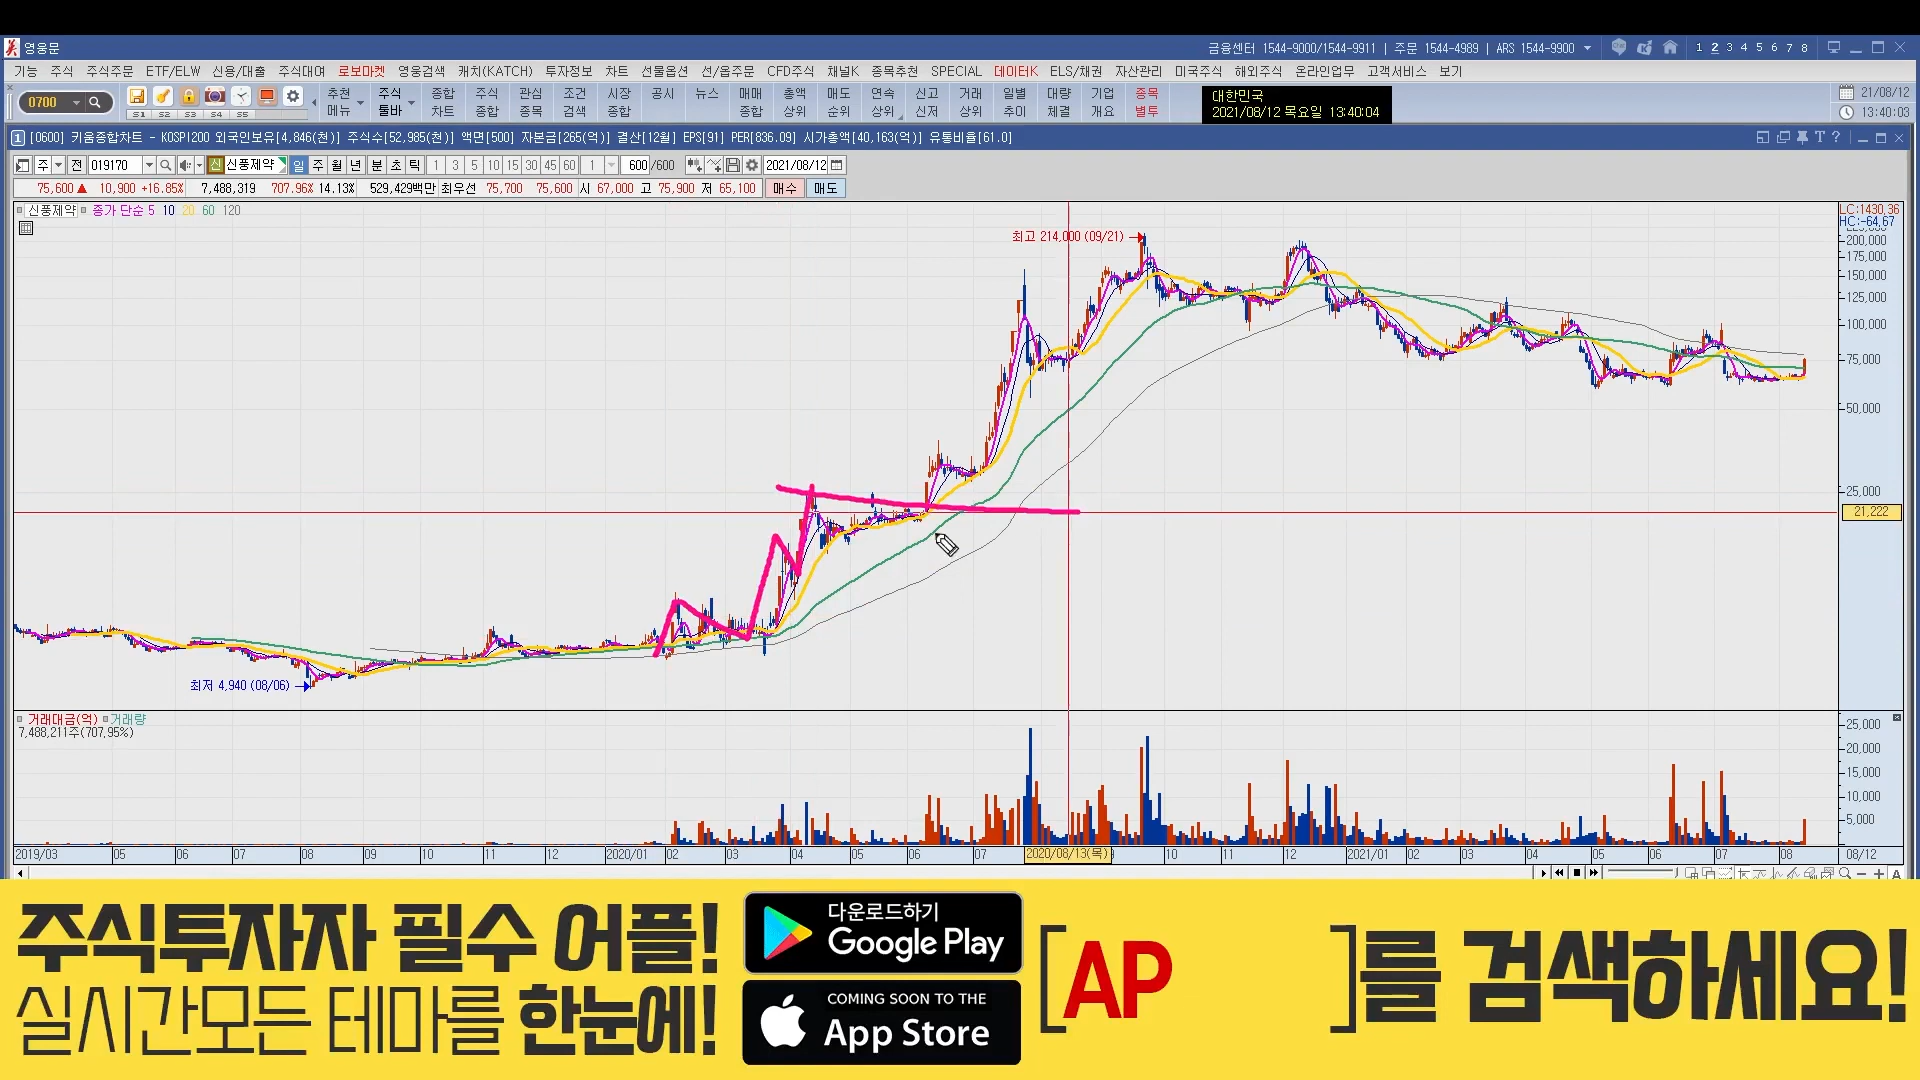 영웅문
금융센터 1544-9000/1544-9911 | 주문 1544-4989 | ARS 1544-9900
1 2 3 4 5 6 7 8
기능 주식 주식주문 ETF/ELW 신용/대출 주식대여 로보마켓 영웅검색 캐치(KATCH) 투자정보 차트 선물옵션 선/옵주문 CFD주식 채널K 종목추천 SPECIAL 데이터K ELS/채권 자산관리 미국주식 해외주식 온라인업무 고객서비스 보기
0700
S1 S2 S3 S4 S5
추천 메뉴
주식 툴바
종합 차트
주식 종합
관심 종목
조건 검색
시장 종합
공시
뉴스
매매 종합
총액 상위
매도 순위
연속 상위
신고 신저
거래 상위
일별 추이
대량 체결
기업 개요
종목 별투
대한민국
2021/08/12 목요일 13:40:04
21/08/12
13:40:03
1 [0600] 키움종합차트 - KOSPI200 외국인보유[4,846(천)] 주식수[52,985(천)] 액면[500] 자본금[265(억)] 결산[12월] EPS[91] PER[836.09] 시가총액[40,163(억)] 유통비율[61.0]
T ?
주 전 019170 신 신풍제약 일 주 월 년 분 초 틱 1 3 5 10 15 30 45 60 1 600 /600 2021/08/12
75,600 ▲ 10,900 +16.85% 7,488,319 707.96% 14.13% 529,429백만 최우선 75,700 75,600 시 67,000 고 75,900 저 65,100 매수 매도
신풍제약 종가 단순 5 10 20 60 120
LC:1430.36
HC:-64.67
최고 214,000 (09/21)
200,000
175,000
150,000
125,000
100,000
75,000
50,000
25,000
21,222
최저 4,940 (08/06)
거래대금(억) 거래량
7,488,211주(707.95%)
25,000
20,000
15,000
10,000
5,000
2019/03 05 06 07 08 09 10 11 12 2020/01 02 03 04 05 06 07 2020/08/13(목) 10 11 12 2021/01 02 03 04 05 06 07 08 08/12
A
주식투자자 필수 어플!
실시간모든 테마를 한눈에!
다운로드하기
Google Play
COMING SOON TO THE
App Store
[AP ]를 검색하세요!